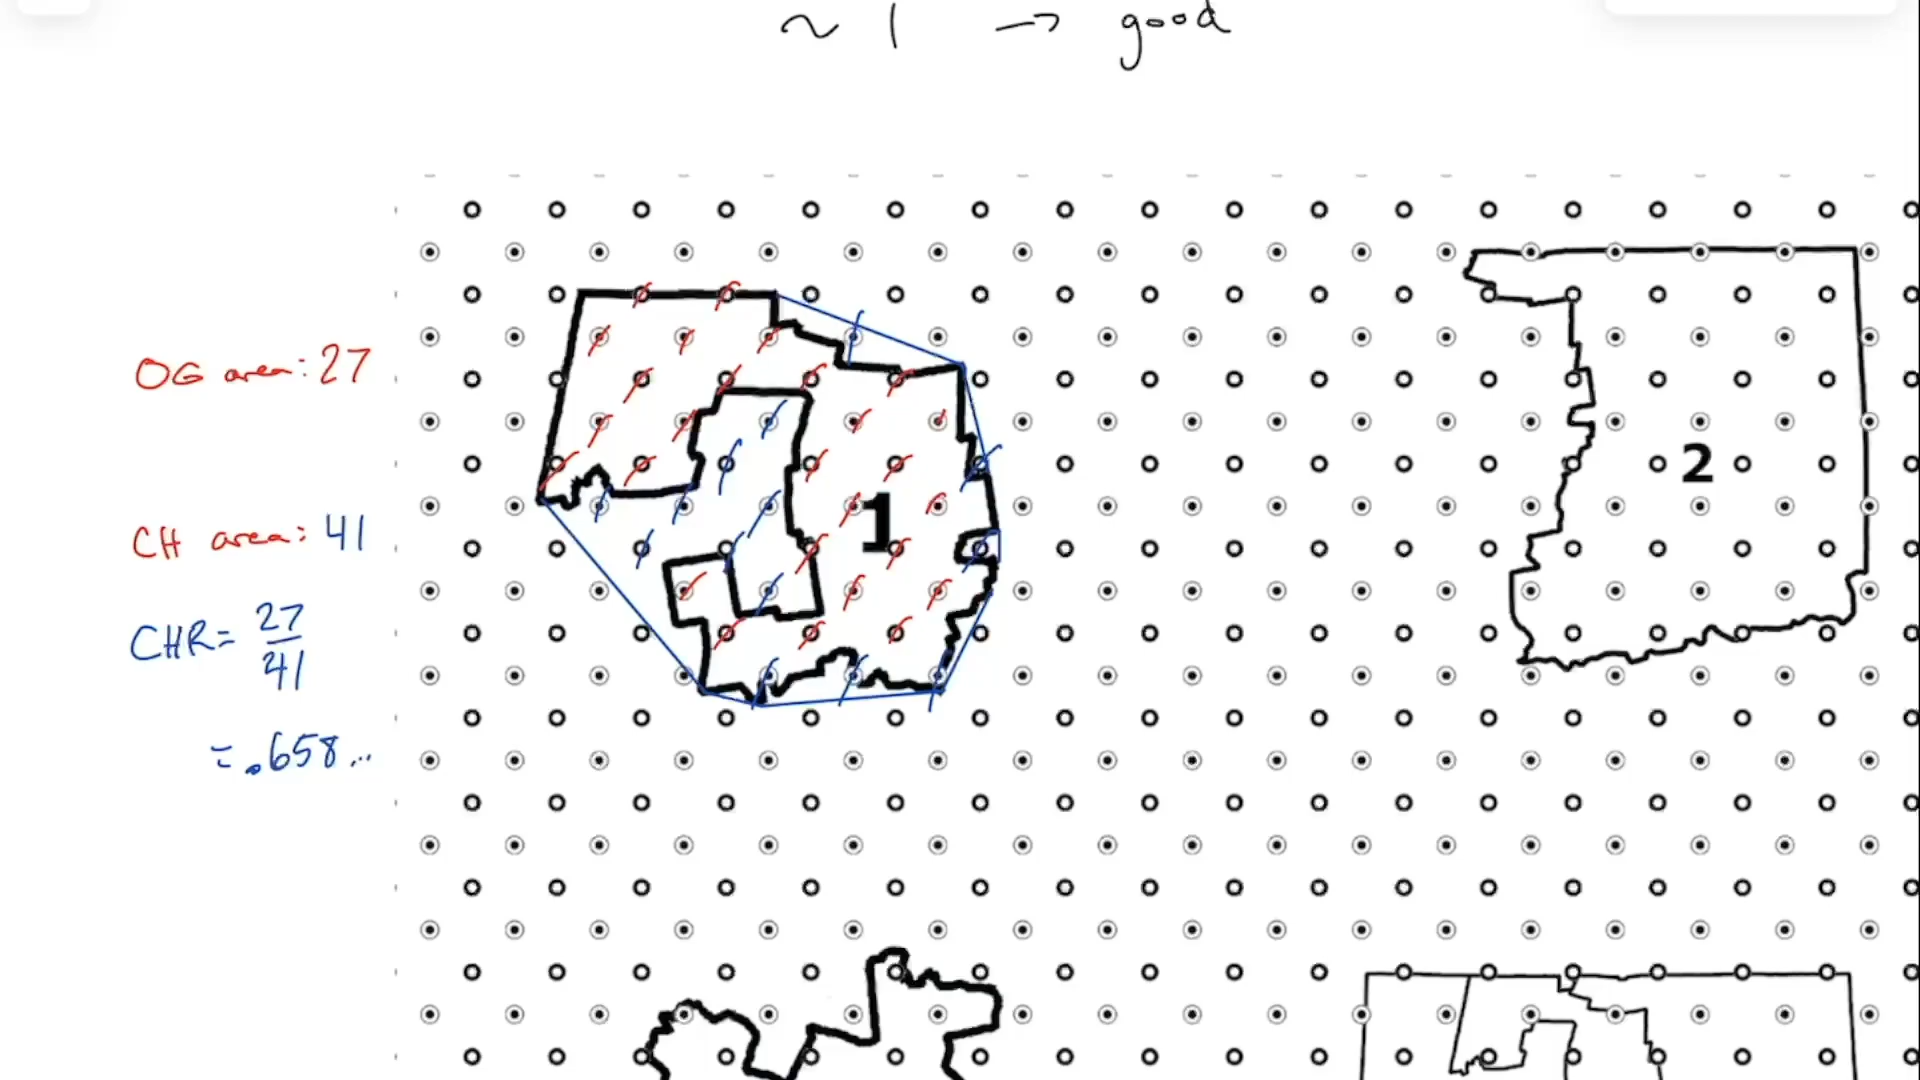 ~ 1 → good
OG area: 27
CH area: 41
CHR= 27/41
= .658...
1
2